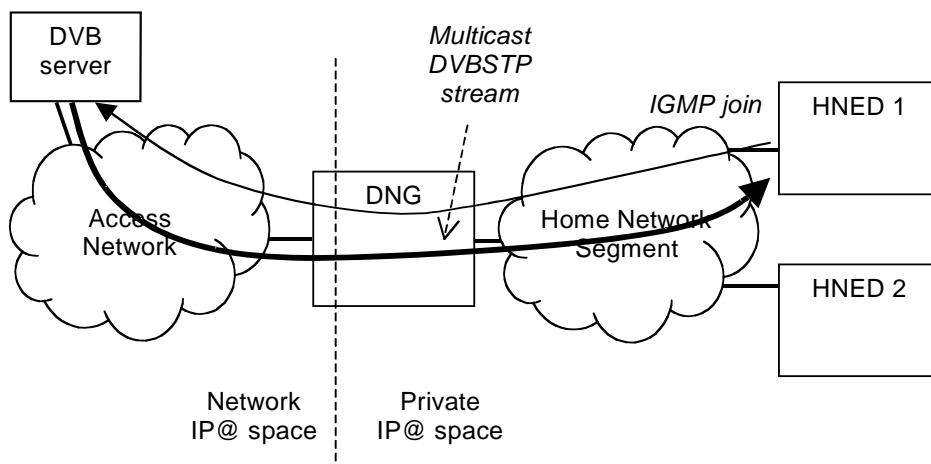 DVB
server
Multicast
DVBSTP
stream
IGMP join
HNED 1
DNG
Access
Network
Home Network
Segment
HNED 2
Network
IP@ space
Private
IP@ space